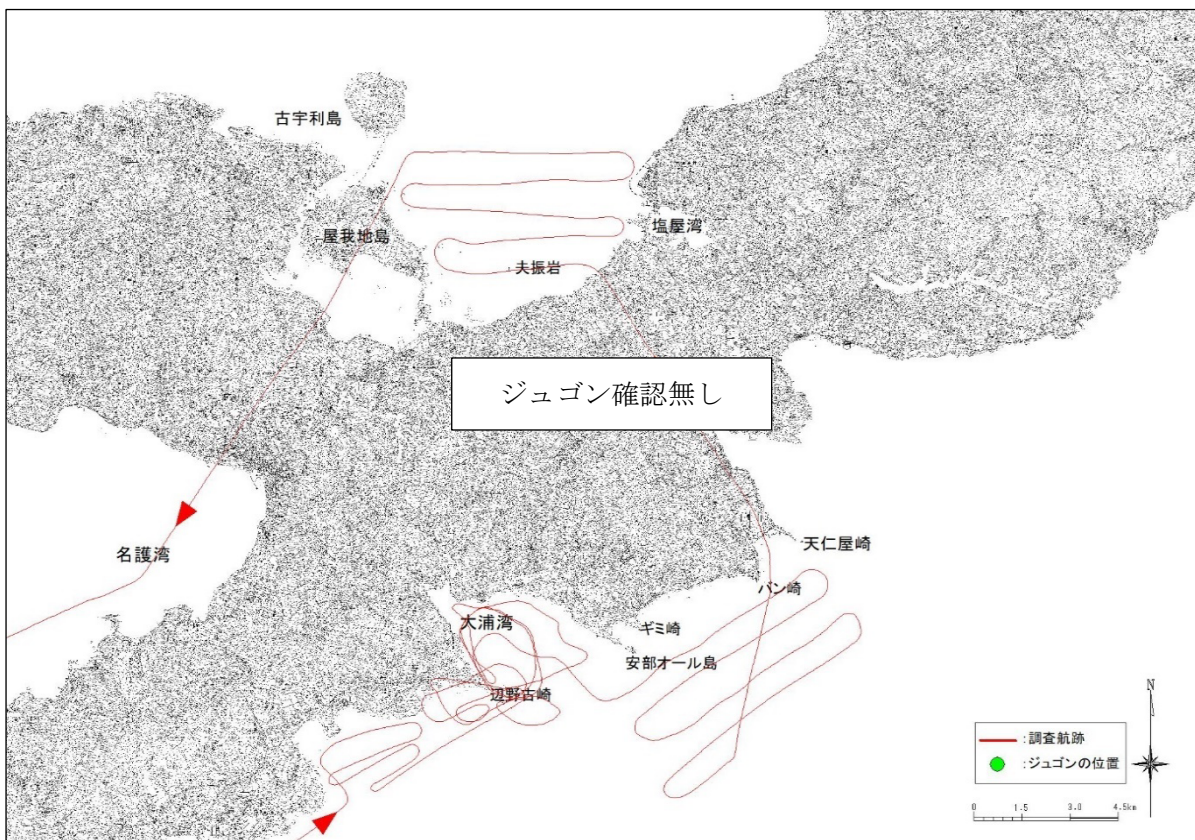 古宇利島
屋我地島
塩屋湾
夫振岩
ジュゴン確認無し
名護湾
天仁屋崎
バン崎
大浦湾
ギミ崎
安部オール島
辺野古崎
N
:調査航跡
:ジュゴンの位置
0 1.5 3.0 4.5km